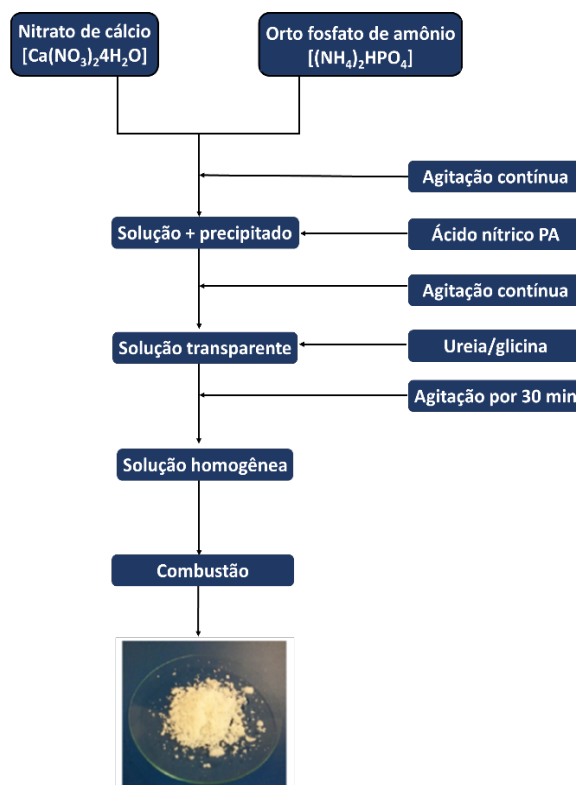 Nitrato de cálcio
[Ca(NO₃)₂4H₂O]
Orto fosfato de amônio
[(NH₄)₂HPO₄]
Agitação contínua
Solução + precipitado
Ácido nítrico PA
Agitação contínua
Solução transparente
Ureia/glicina
Agitação por 30 min
Solução homogênea
Combustão